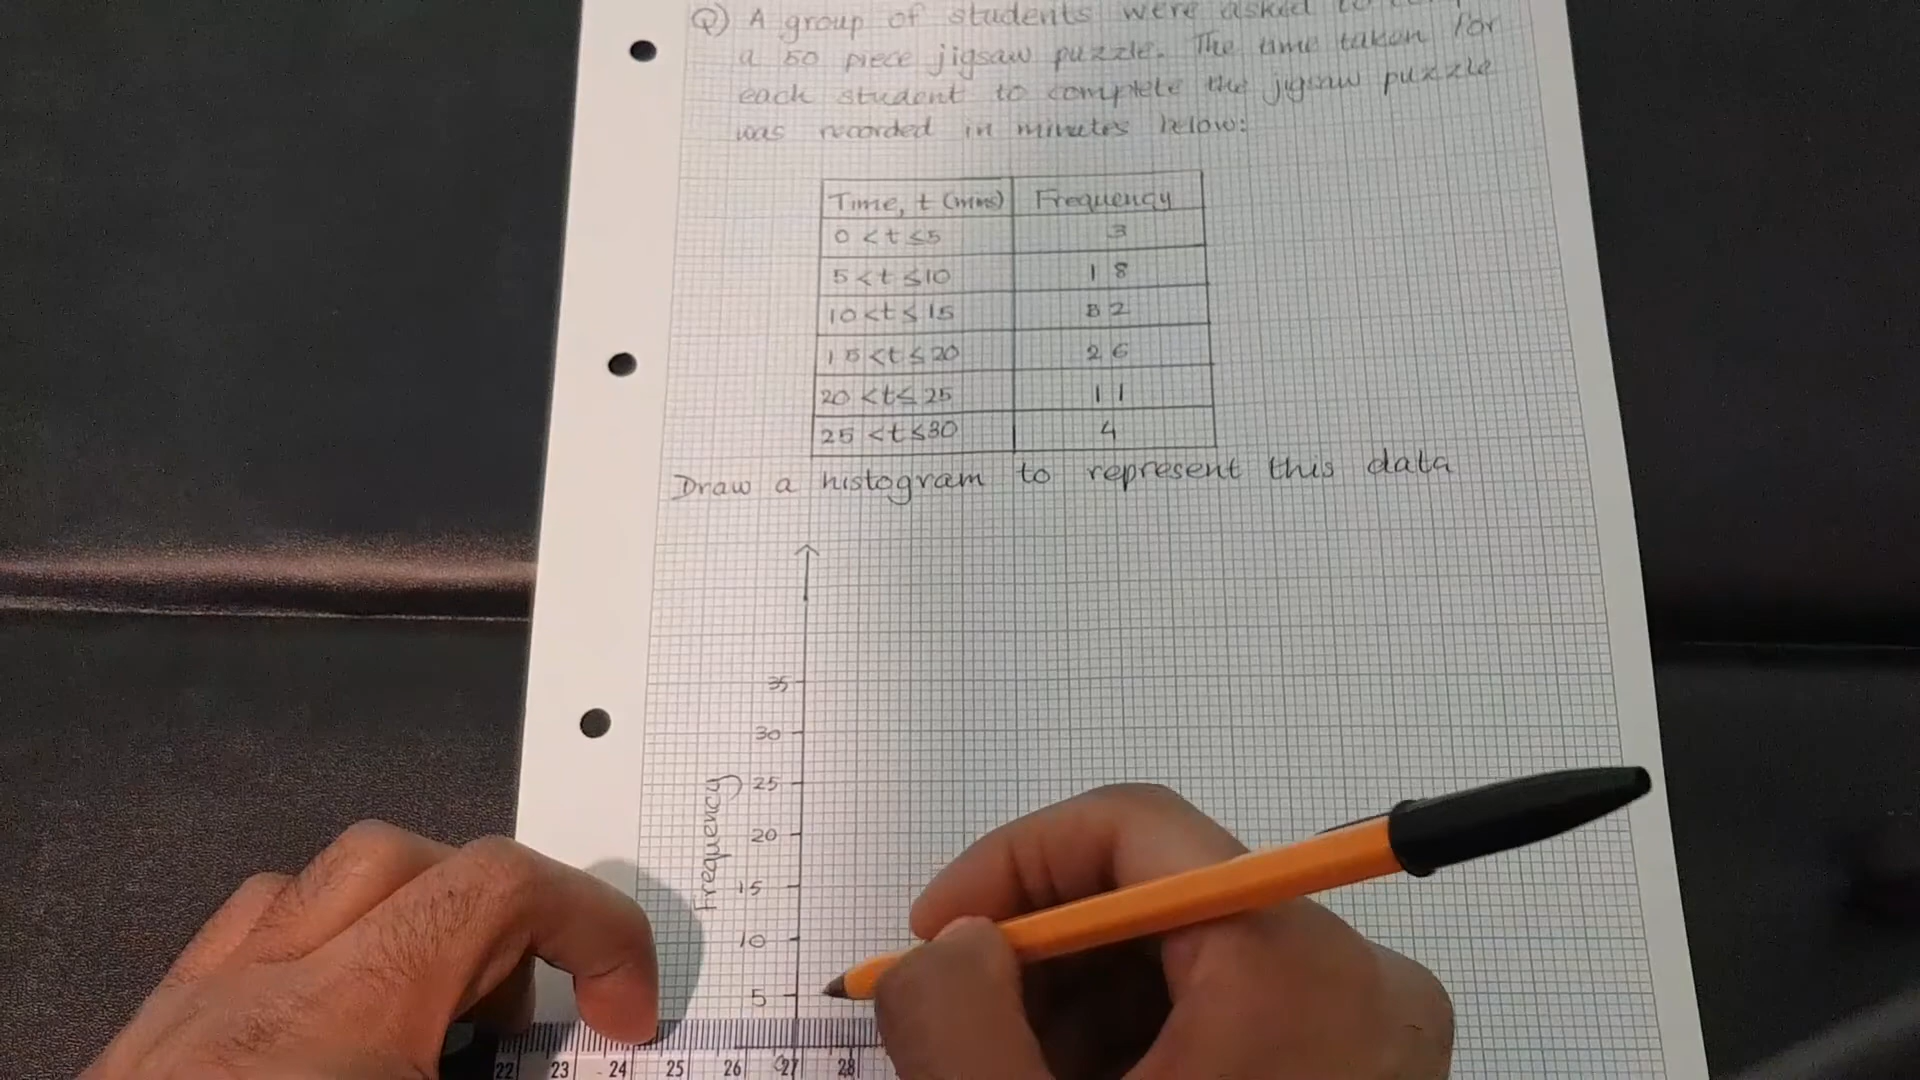 Q) A group of students were asked to
a 50 piece jigsaw puzzle. The time taken for
each student to complete the jigsaw puzzle
was recorded in minutes below:
Time, t (mins) Frequency
0 < t ≤ 5 3
5 < t ≤ 10 18
10 < t ≤ 15 32
15 < t ≤ 20 26
20 < t ≤ 25 11
25 < t ≤ 30 4
Draw a histogram to represent this data
35
30
25
20
15
10
5
Frequency
22 23 24 25 26 27 28